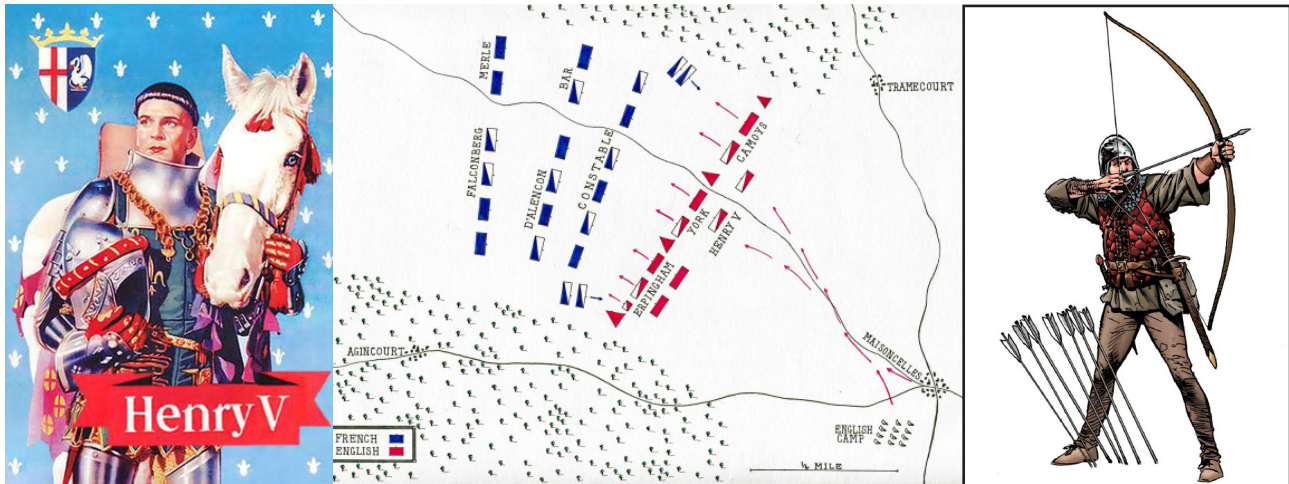 Henry V
MERLE
BAR
TRAMECOURT
FALCONBERG
D'ALENCON
CONSTABLE
CAMOYS
YORK
HENRY V
ERPINGHAM
AGINCOURT
MAISONCELLES
ENGLISH
CAMP
FRENCH
ENGLISH
¼ MILE